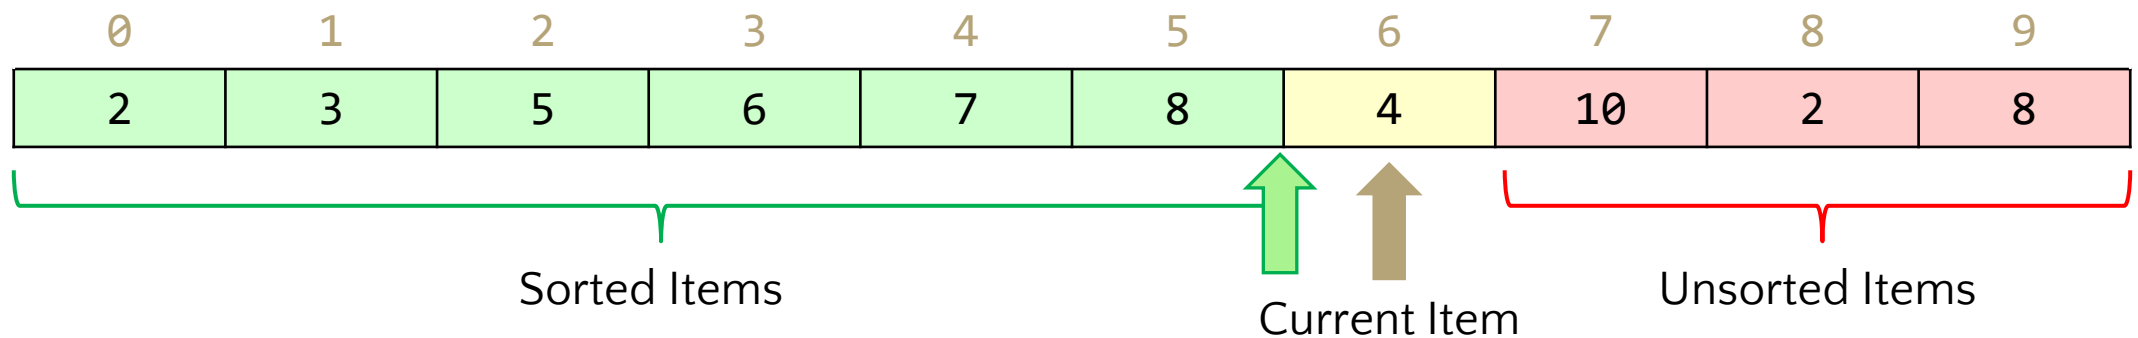 0 1 2 3 4 5 6 7 8 9
2 3 5 6 7 8 4 10 2 8
Sorted Items
Current Item
Unsorted Items